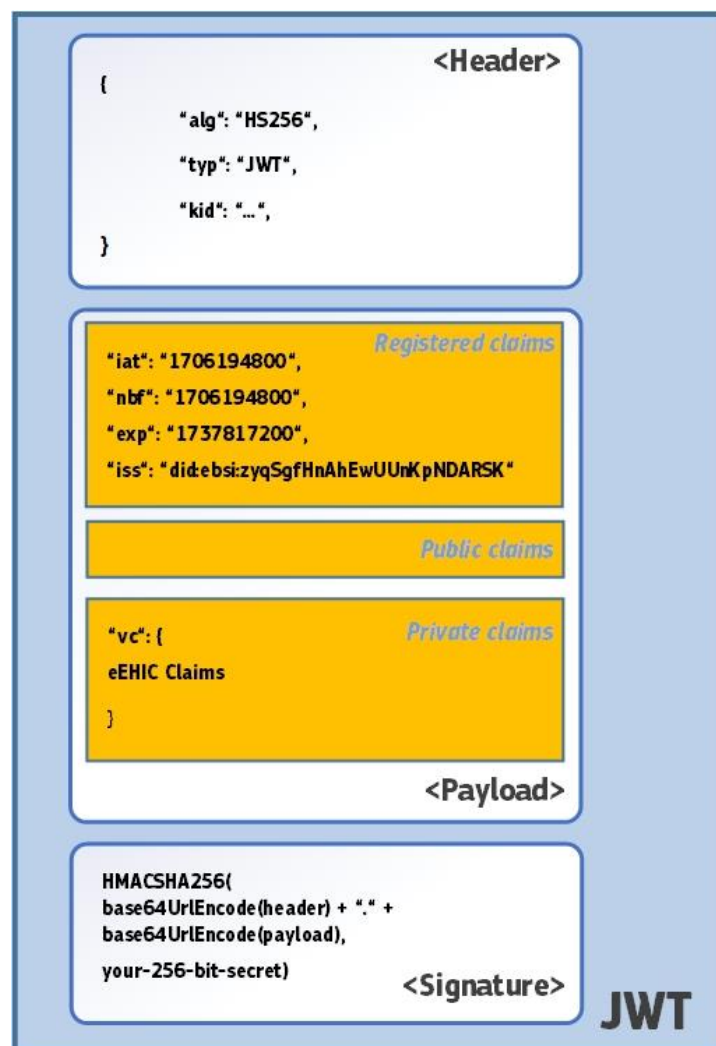 <Header>
{
"alg": "HS256",
"typ": "JWT",
"kid": "...",
}
Registered claims
"iat": "1706194800",
"nbf": "1706194800",
"exp": "1737817200",
"iss": "did:ebsi:zyqSgfHnAhEwUUnKpNDARSK"
Public claims
Private claims
"vc": {
eEHIC Claims
}
<Payload>
HMACSHA256(
base64UrlEncode(header) + "." +
base64UrlEncode(payload),
your-256-bit-secret)
<Signature>
JWT